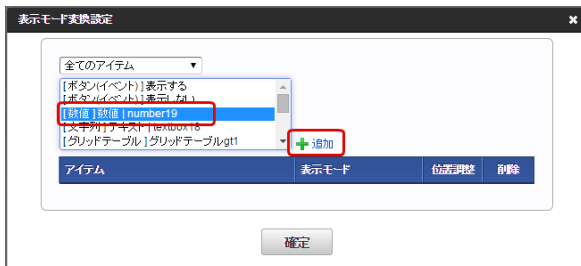 表示モード変換設定
全てのアイテム
[ボタン(イベント)]表示する
[ボタン(イベント)]表示しない
[数値]数値 | number19
[文字列]テキスト | textbox18
[グリッドテーブル]グリッドテーブルgt1
追加
アイテム 表示モード 位置調整 削除
確定